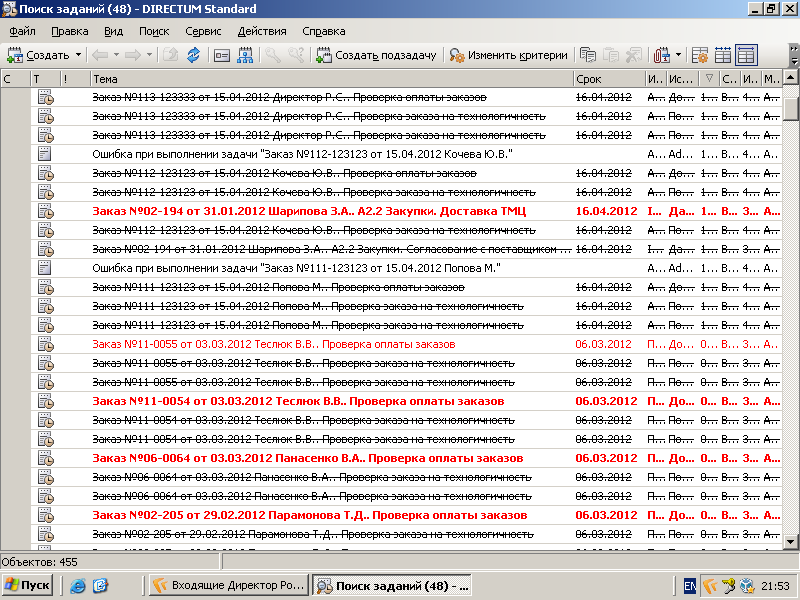 Поиск заданий (48) - DIRECTUM Standard
Файл Правка Вид Поиск Сервис Действия Справка
Создать Создать подзадачу Изменить критерии
С Т ! Тема Срок И.. Ис... С.. И.. М..
Заказ №113-123333 от 15.04.2012 Директор Р.С.. Проверка оплаты заказов 16.04.2012 А... До... 1... В... 4... А..
Заказ №113-123333 от 15.04.2012 Директор Р.С.. Проверка заказа на технологичность 16.04.2012 А... По... 1... В... 4... А..
Заказ №113-123333 от 15.04.2012 Директор Р.С.. Проверка заказа на технологичность 16.04.2012 А... По... 1... В... 4... А..
Ошибка при выполнении задачи "Заказ №112-123123 от 15.04.2012 Кочева Ю.В." А... Ad... 1... В... 4... А..
Заказ №112-123123 от 15.04.2012 Кочева Ю.В.. Проверка оплаты заказов 16.04.2012 А... До... 1... В... 4... А..
Заказ №112-123123 от 15.04.2012 Кочева Ю.В.. Проверка заказа на технологичность 16.04.2012 А... По... 1... В... 4... А..
Заказ №02-194 от 31.01.2012 Шарипова З.А.. А2.2 Закупки. Доставка ТМЦ 16.04.2012 I... Да... 1... В... 3... А...
Заказ №112-123123 от 15.04.2012 Кочева Ю.В.. Проверка заказа на технологичность 16.04.2012 А... По... 1... В... 4... А..
Заказ №02-194 от 31.01.2012 Шарипова З.А.. А2.2 Закупки. Согласование с поставщиком ... 16.04.2012 I... Да... 1... В... 3... А..
Ошибка при выполнении задачи "Заказ №111-123123 от 15.04.2012 Попова М." А... Ad... 1... В... 4... А..
Заказ №111-123123 от 15.04.2012 Попова М.. Проверка оплаты заказов 16.04.2012 А... До... 1... В... 4... А..
Заказ №111-123123 от 15.04.2012 Попова М.. Проверка заказа на технологичность 16.04.2012 А... По... 1... В... 4... А..
Заказ №111-123123 от 15.04.2012 Попова М.. Проверка заказа на технологичность 16.04.2012 А... По... 1... В... 4... А..
Заказ №11-0055 от 03.03.2012 Теслюк В.В.. Проверка оплаты заказов 06.03.2012 П... До... 0... В... 3... А..
Заказ №11-0055 от 03.03.2012 Теслюк В.В.. Проверка заказа на технологичность 06.03.2012 П... По... 0... В... 3... А..
Заказ №11-0055 от 03.03.2012 Теслюк В.В.. Проверка заказа на технологичность 06.03.2012 П... По... 0... В... 3... А..
Заказ №11-0054 от 03.03.2012 Теслюк В.В.. Проверка оплаты заказов 06.03.2012 П... До... 0... В... 3... А...
Заказ №11-0054 от 03.03.2012 Теслюк В.В.. Проверка заказа на технологичность 06.03.2012 П... По... 0... В... 3... А..
Заказ №11-0054 от 03.03.2012 Теслюк В.В.. Проверка заказа на технологичность 06.03.2012 П... По... 0... В... 3... А..
Заказ №06-0064 от 03.03.2012 Панасенко В.А.. Проверка оплаты заказов 06.03.2012 П... До... 0... В... 3... А...
Заказ №06-0064 от 03.03.2012 Панасенко В.А.. Проверка заказа на технологичность 06.03.2012 П... По... 0... В... 3... А..
Заказ №06-0064 от 03.03.2012 Панасенко В.А.. Проверка заказа на технологичность 06.03.2012 П... По... 0... В... 3... А..
Заказ №02-205 от 29.02.2012 Парамонова Т.Д.. Проверка оплаты заказов 06.03.2012 П... До... 0... В... 3... А...
Заказ №02-205 от 29.02.2012 Парамонова Т.Д.. Проверка заказа на технологичность 06.03.2012 П... По... 0... В... 3... А..
Объектов: 455
Пуск Входящие Директор Ро... Поиск заданий (48) - ... EN 21:53